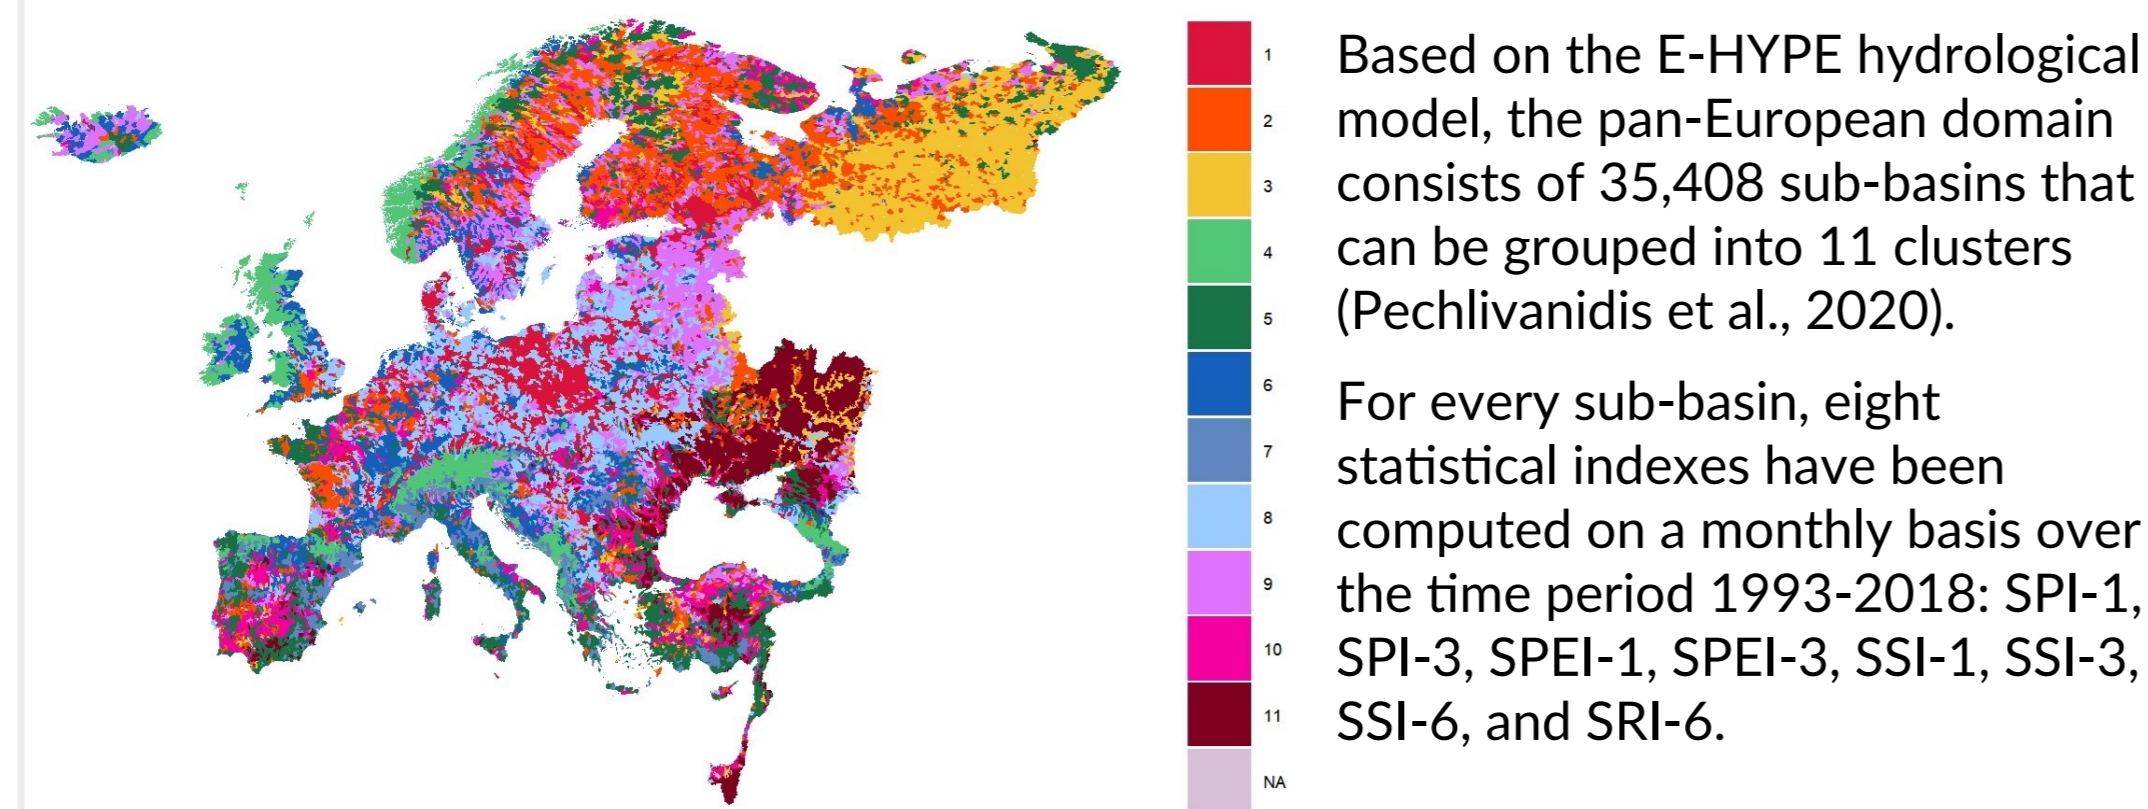 1
2
3
4
5
6
7
8
9
10
11
NA
Based on the E-HYPE hydrological
model, the pan-European domain
consists of 35,408 sub-basins that
can be grouped into 11 clusters
(Pechlivanidis et al., 2020).
For every sub-basin, eight
statistical indexes have been
computed on a monthly basis over
the time period 1993-2018: SPI-1,
SPI-3, SPEI-1, SPEI-3, SSI-1, SSI-3,
SSI-6, and SRI-6.